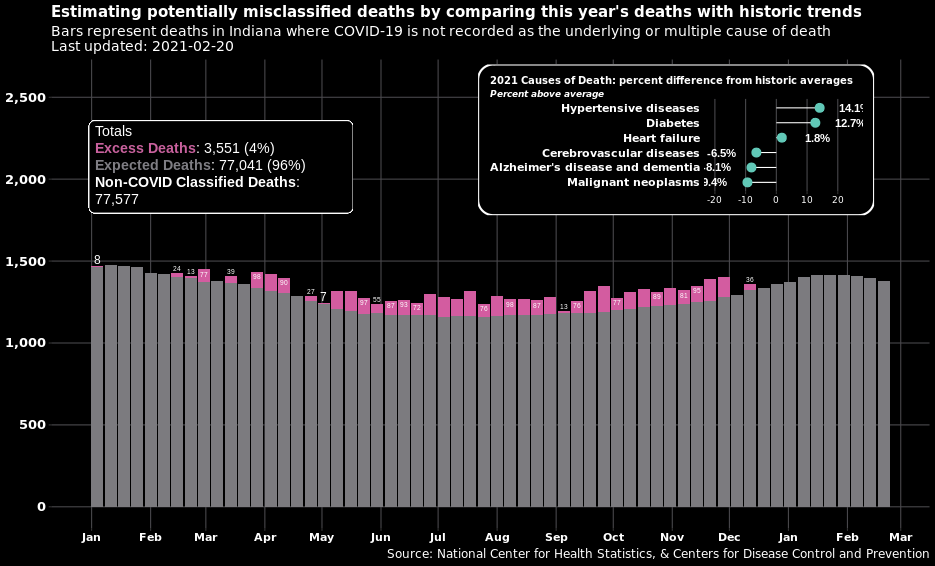 Estimating potentially misclassified deaths by comparing this year's deaths with historic trends
Bars represent deaths in Indiana where COVID-19 is not recorded as the underlying or multiple cause of death
Last updated: 2021-02-20
2021 Causes of Death: percent difference from historic averages
Percent above average
Hypertensive diseases 14.1%
Diabetes 12.7%
Heart failure 1.8%
Cerebrovascular diseases -6.5%
Alzheimer's disease and dementia -8.1%
Malignant neoplasms 9.4%
-20 -10 0 10 20
Totals
Excess Deaths: 3,551 (4%)
Expected Deaths: 77,041 (96%)
Non-COVID Classified Deaths:
77,577
2,500
2,000
1,500
1,000
500
0
8 24 13 77 39 98 90 27 7 97 55 87 93 72 76 98 87 13 76 77 89 81 95 36
Jan Feb Mar Apr May Jun Jul Aug Sep Oct Nov Dec Jan Feb Mar
Source: National Center for Health Statistics, & Centers for Disease Control and Prevention